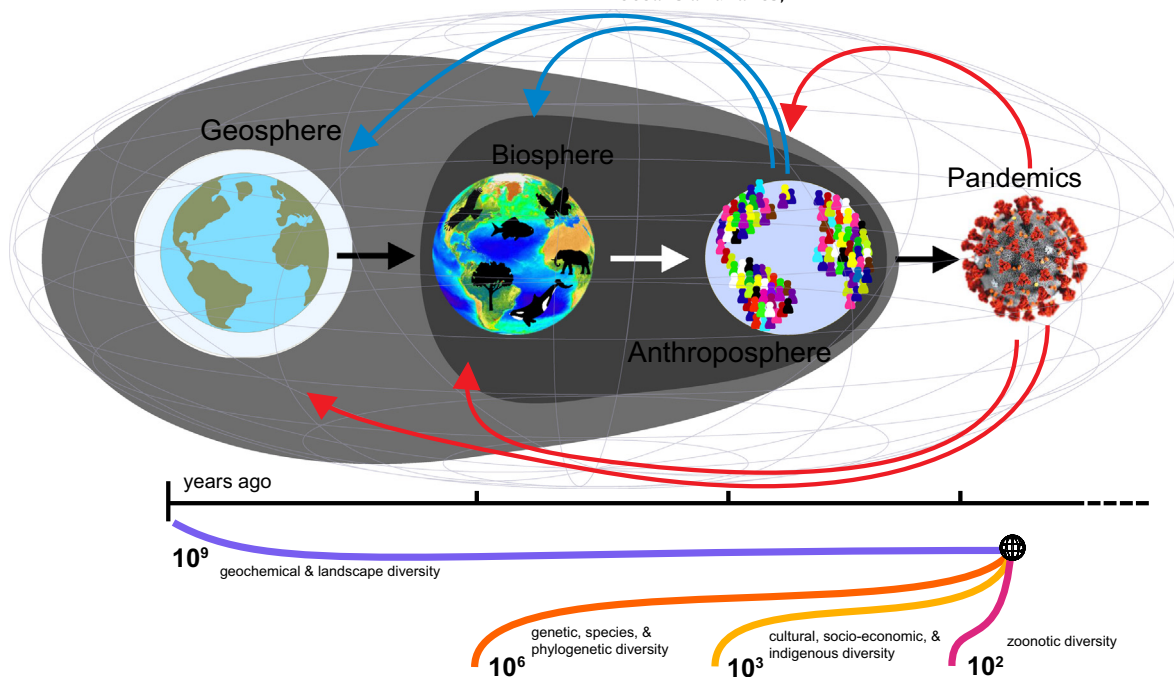 Geosphere
Biosphere
Pandemics
Anthroposphere
years ago
10⁹
geochemical & landscape diversity
genetic, species, &
phylogenetic diversity
10⁶
cultural, socio-economic, &
indigenous diversity
10³
zoonotic diversity
10²